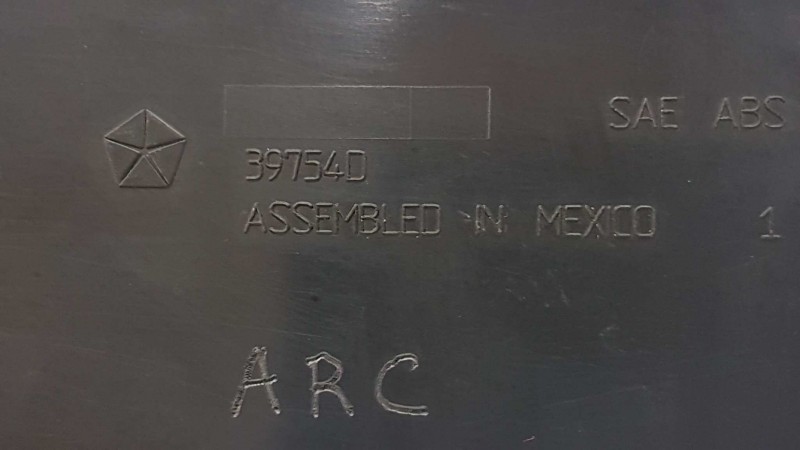 SAE ABS
39754D
ASSEMBLED IN MEXICO 1
ARC